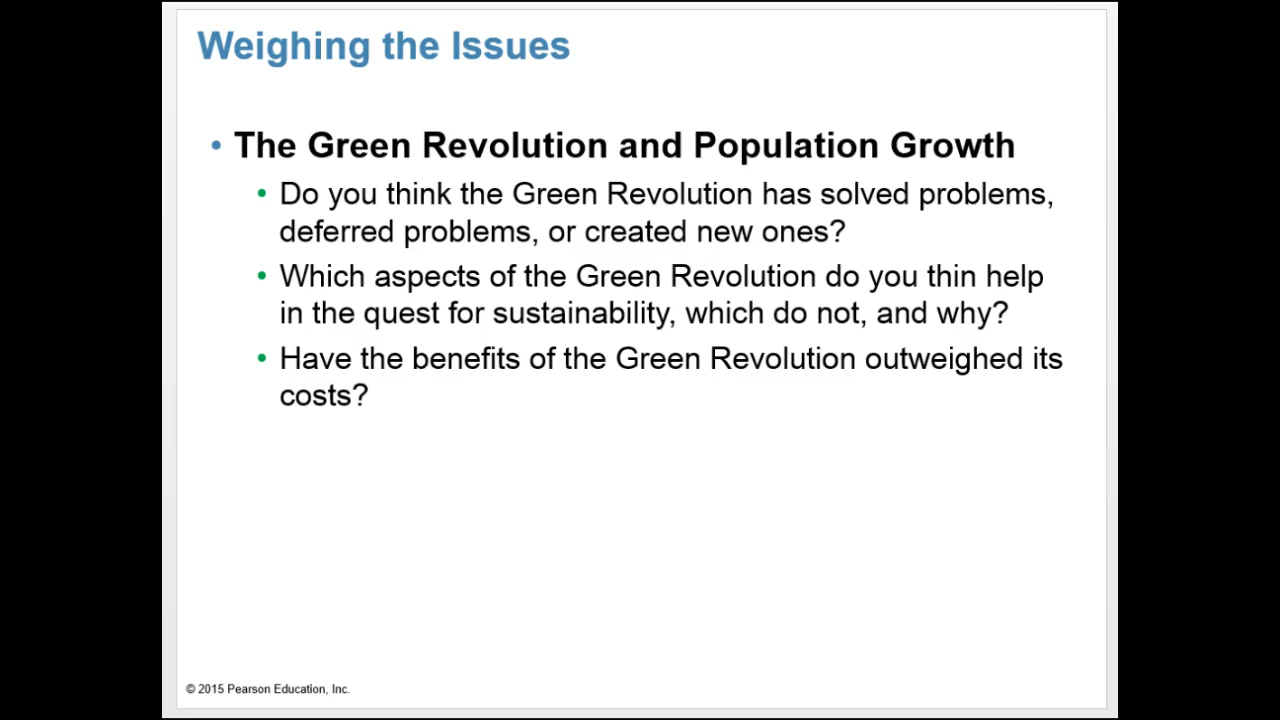 Weighing the Issues
• The Green Revolution and Population Growth
• Do you think the Green Revolution has solved problems,
deferred problems, or created new ones?
• Which aspects of the Green Revolution do you thin help
in the quest for sustainability, which do not, and why?
• Have the benefits of the Green Revolution outweighed its
costs?
© 2015 Pearson Education, Inc.